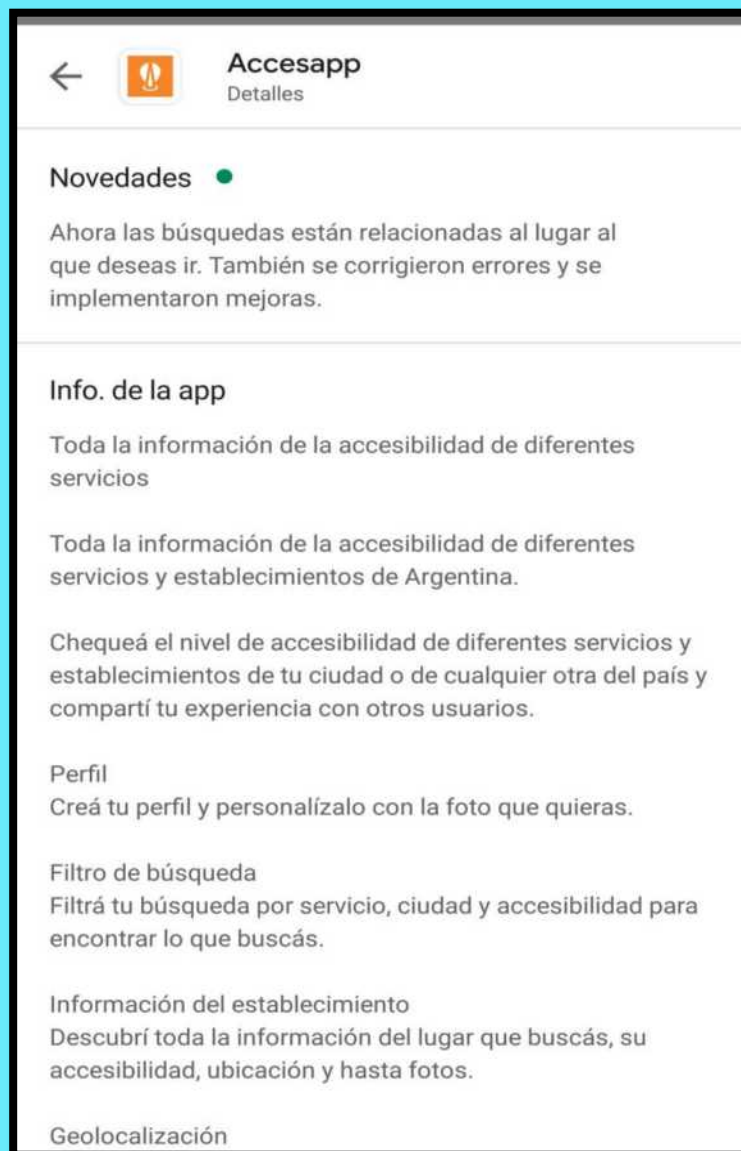 Accesapp
Detalles
Novedades
Ahora las búsquedas están relacionadas al lugar al
que deseas ir. También se corrigieron errores y se
implementaron mejoras.
Info. de la app
Toda la información de la accesibilidad de diferentes
servicios
Toda la información de la accesibilidad de diferentes
servicios y establecimientos de Argentina.
Chequeá el nivel de accesibilidad de diferentes servicios y
establecimientos de tu ciudad o de cualquier otra del país y
compartí tu experiencia con otros usuarios.
Perfil
Creá tu perfil y personalízalo con la foto que quieras.
Filtro de búsqueda
Filtrá tu búsqueda por servicio, ciudad y accesibilidad para
encontrar lo que buscás.
Información del establecimiento
Descubrí toda la información del lugar que buscás, su
accesibilidad, ubicación y hasta fotos.
Geolocalización